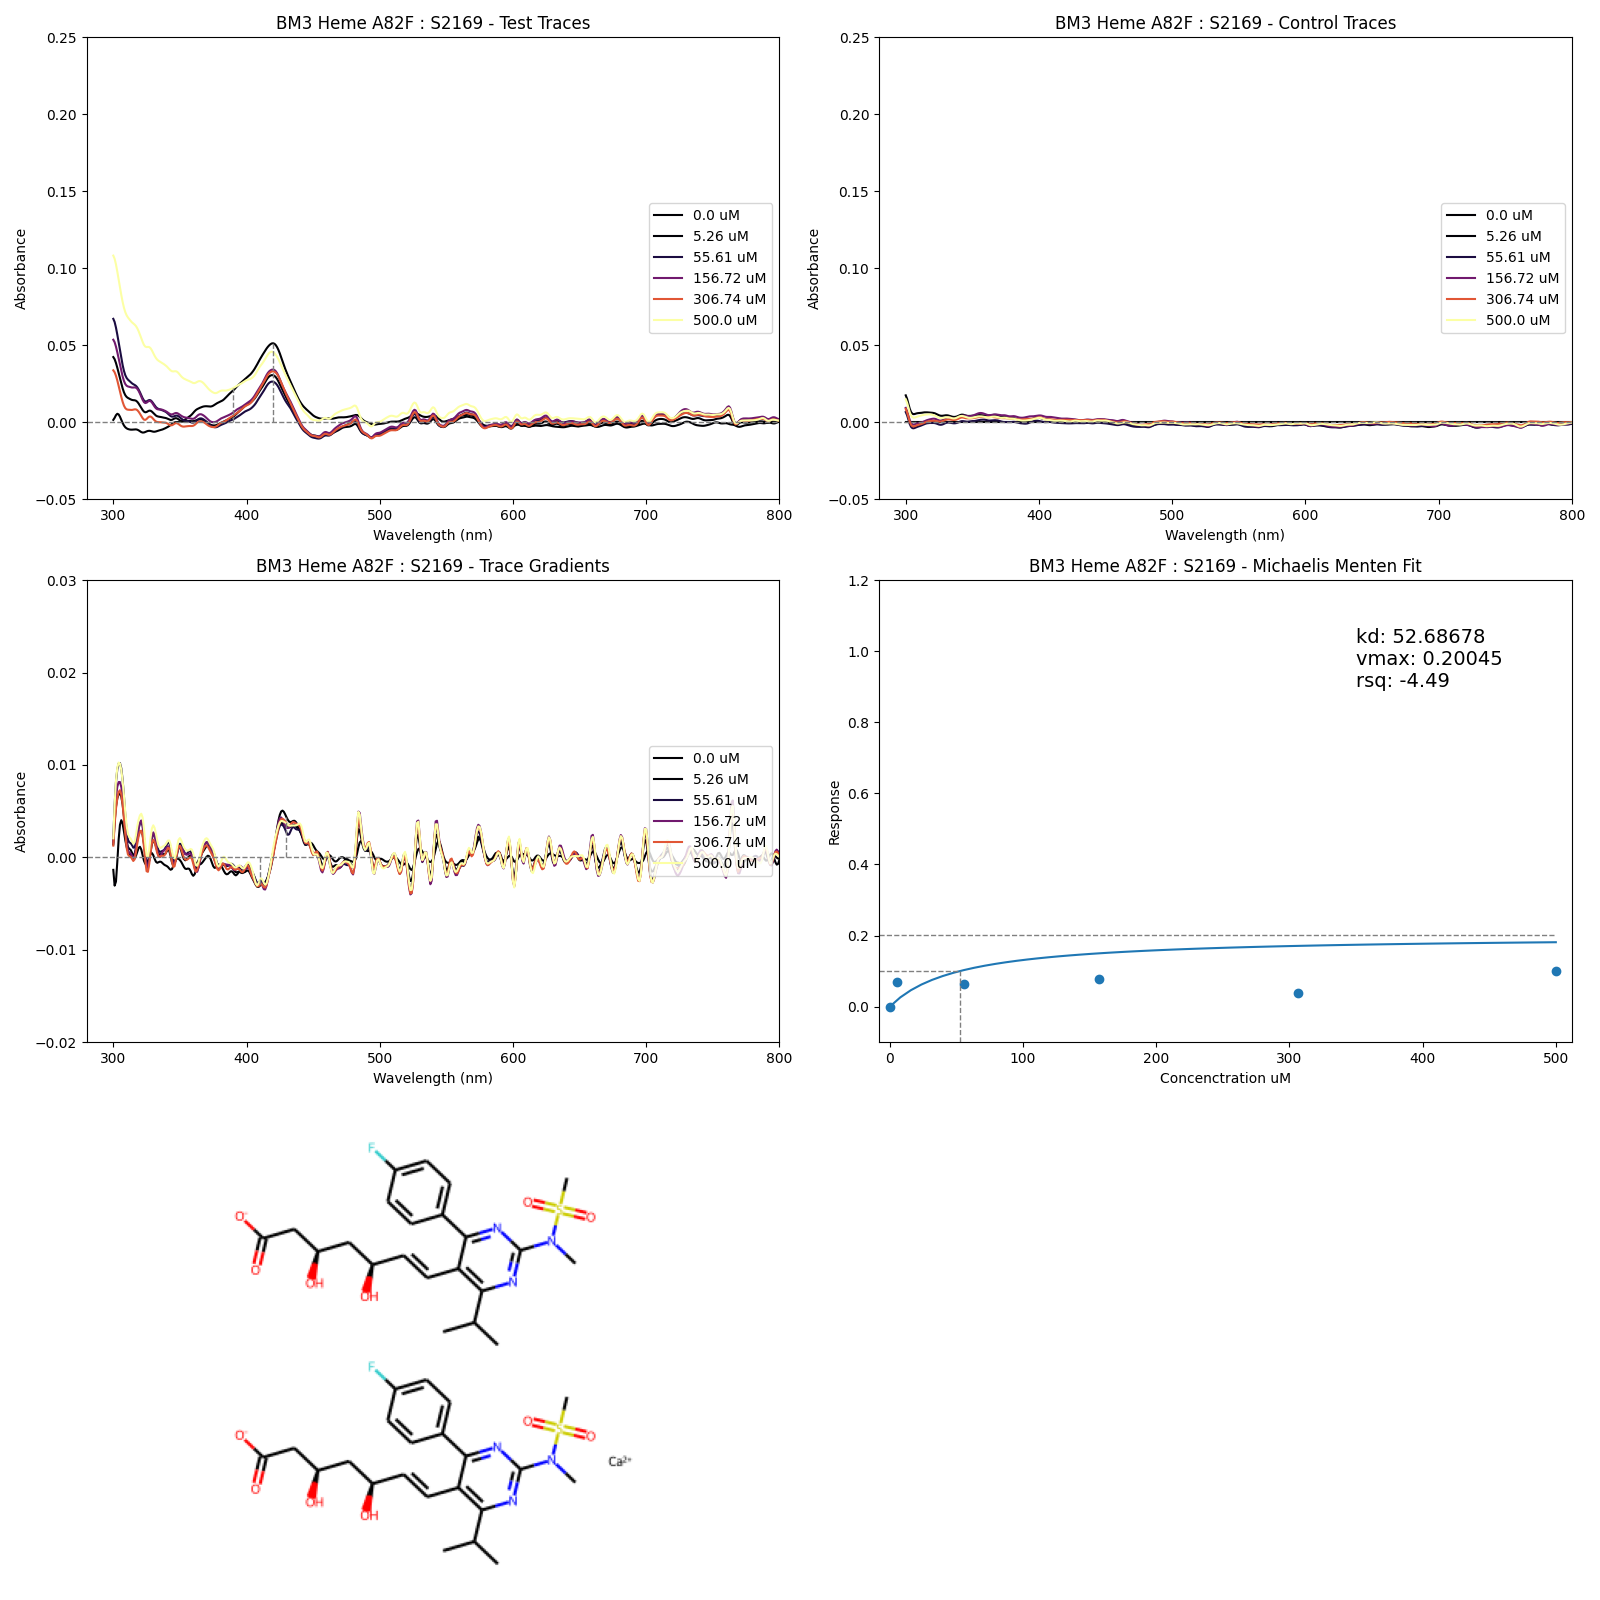 BM3 Heme A82F : S2169 - Test Traces
0.25
0.20
0.15
0.10
0.05
0.00
−0.05
Absorbance
300 400 500 600 700 800
Wavelength (nm)
0.0 uM
5.26 uM
55.61 uM
156.72 uM
306.74 uM
500.0 uM
BM3 Heme A82F : S2169 - Control Traces
0.25
0.20
0.15
0.10
0.05
0.00
−0.05
Absorbance
300 400 500 600 700 800
Wavelength (nm)
0.0 uM
5.26 uM
55.61 uM
156.72 uM
306.74 uM
500.0 uM
BM3 Heme A82F : S2169 - Trace Gradients
0.03
0.02
0.01
0.00
−0.01
−0.02
Absorbance
300 400 500 600 700 800
Wavelength (nm)
0.0 uM
5.26 uM
55.61 uM
156.72 uM
306.74 uM
500.0 uM
BM3 Heme A82F : S2169 - Michaelis Menten Fit
1.2
1.0
0.8
0.6
0.4
0.2
0.0
Response
kd: 52.68678
vmax: 0.20045
rsq: -4.49
0 100 200 300 400 500
Concenctration uM
F
O
S
O
O-
N
N
O
OH
OH
N
F
O
S
O
O-
N
N
Ca2+
O
OH
OH
N